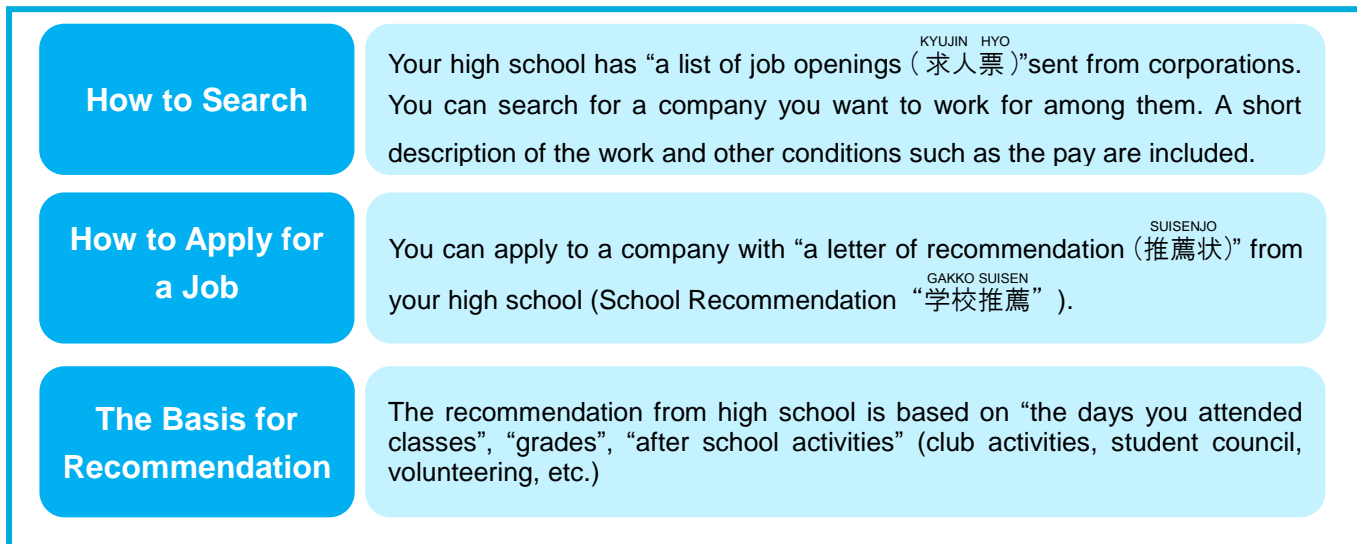 How to Search
KYUJIN HYO
Your high school has “a list of job openings（求人票）”sent from corporations.
You can search for a company you want to work for among them. A short
description of the work and other conditions such as the pay are included.
How to Apply for
a Job
SUISENJO
You can apply to a company with “a letter of recommendation（推薦状）” from
GAKKO SUISEN
your high school (School Recommendation “学校推薦” ).
The Basis for
Recommendation
The recommendation from high school is based on “the days you attended
classes”, “grades”, “after school activities” (club activities, student council,
volunteering, etc.)